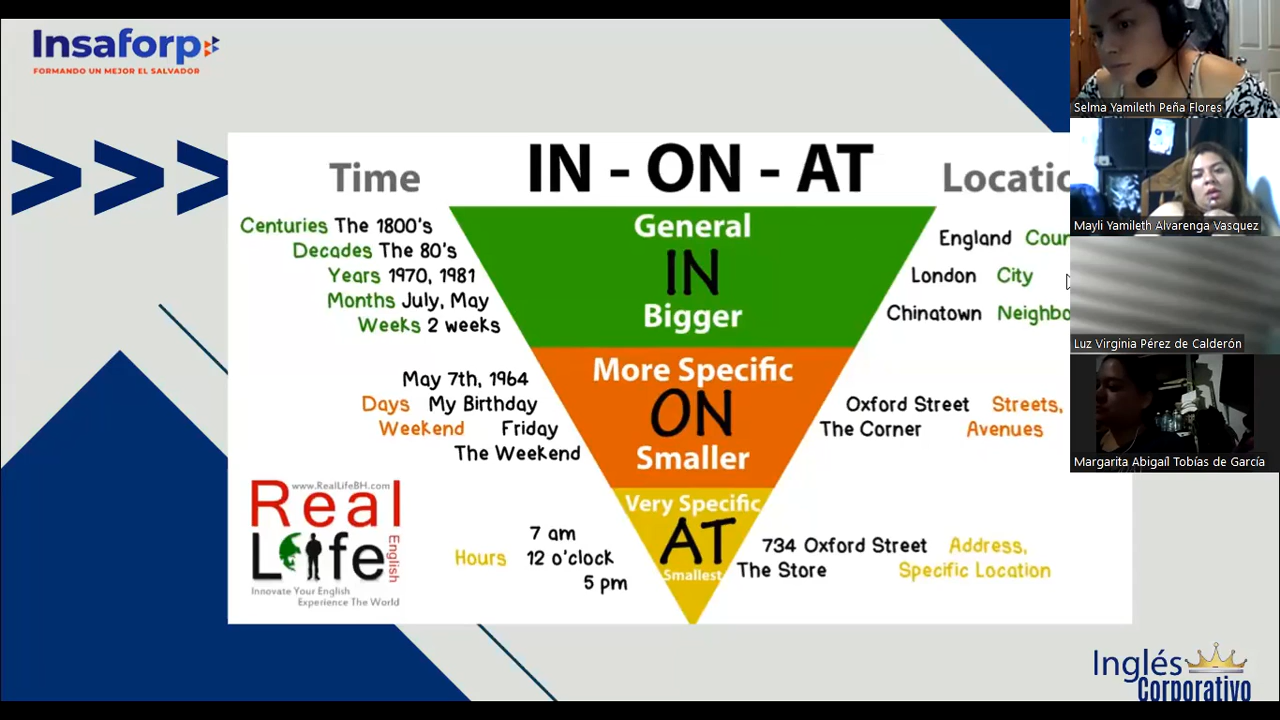 Insaforp
FORMANDO UN MEJOR EL SALVADOR
Time
IN - ON - AT
Locatio
Centuries The 1800's
Decades The 80's
Years 1970, 1981
Months July, May
Weeks 2 weeks
General
IN
Bigger
England Coun
London City
Chinatown Neighbo
May 7th, 1964
Days My Birthday
Weekend Friday
The Weekend
More Specific
ON
Smaller
Oxford Street Streets,
The Corner Avenues
Hours
7 am
12 o'clock
5 pm
Very Specific
AT
Smallest
734 Oxford Street Address,
The Store Specific Location
www.RealLifeBH.com
Real
Life
English
Innovate Your English
Experience The World
Selma Yamileth Peña Flores
Mayli Yamileth Alvarenga Vasquez
Luz Virginia Pérez de Calderón
Margarita Abigaíl Tobías de García
Inglés
Corporativo